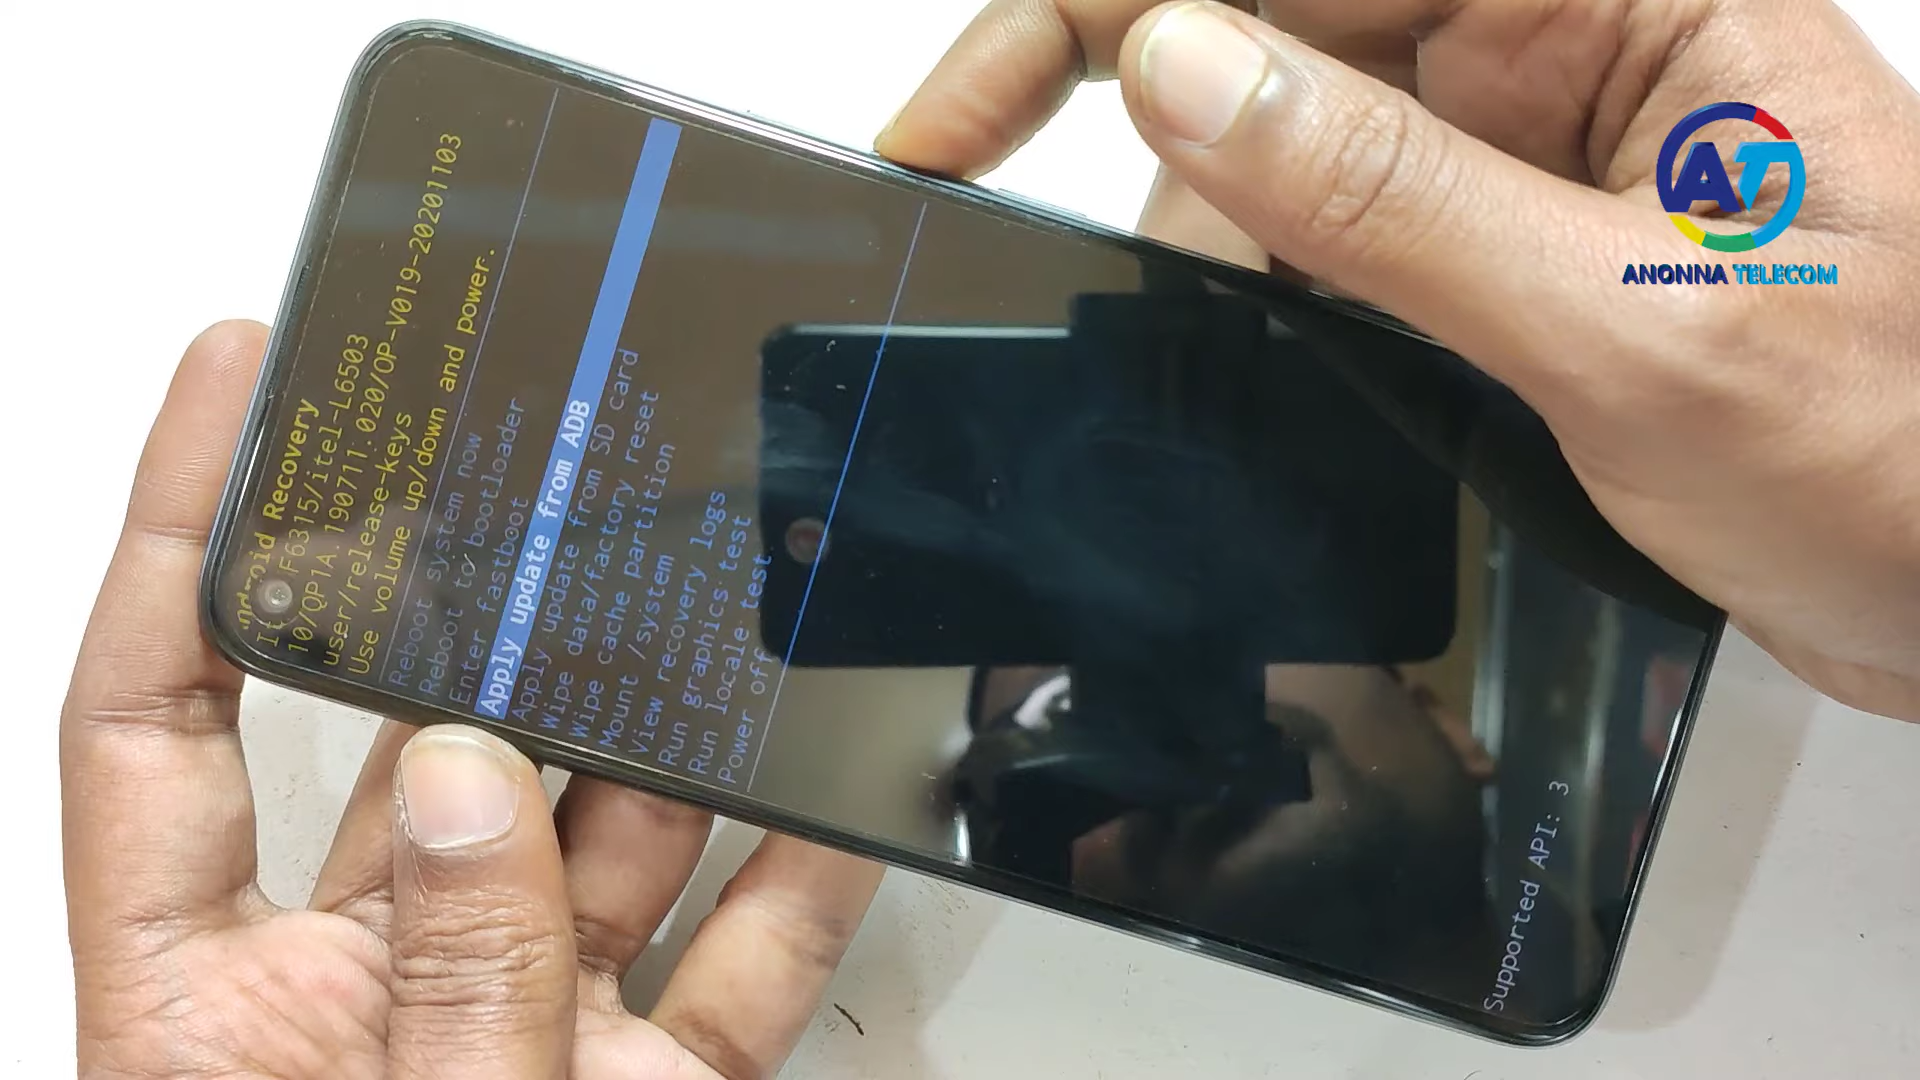 Android Recovery
Itel/F6315/itel-L6503
10/QP1A.190711.020/OP-V019-20201103
user/release-keys
Use volume up/down and power.
Reboot system now
Reboot to bootloader
Enter fastboot
Apply update from ADB
Apply update from SD card
Wipe data/factory reset
Wipe cache partition
Mount /system
View recovery logs
Run graphics test
Run locale test
Power off
Supported API: 3
AT
ANONNA TELECOM